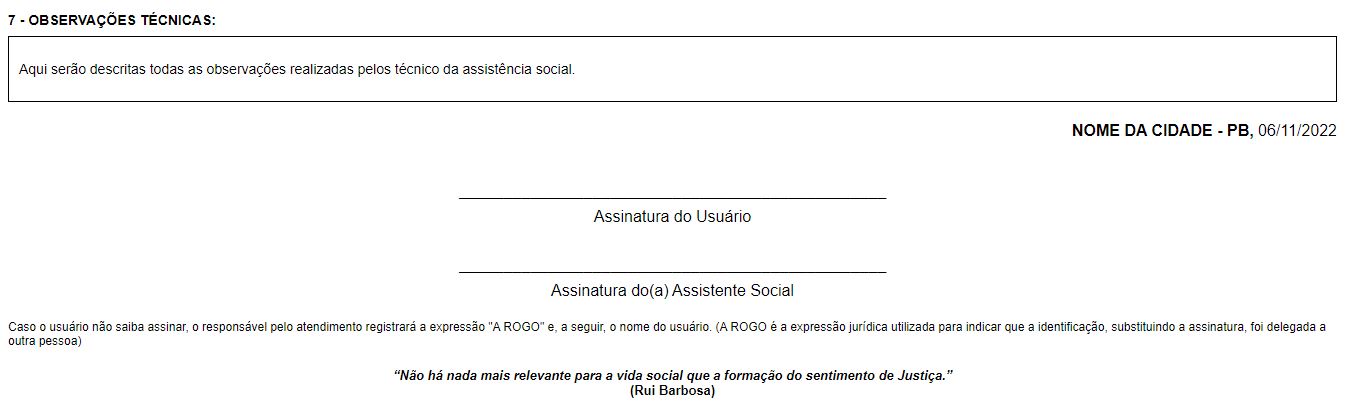 7 - OBSERVAÇÕES TÉCNICAS:
Aqui serão descritas todas as observações realizadas pelos técnico da assistência social.
NOME DA CIDADE - PB, 06/11/2022
Assinatura do Usuário
Assinatura do(a) Assistente Social
Caso o usuário não saiba assinar, o responsável pelo atendimento registrará a expressão "A ROGO" e, a seguir, o nome do usuário. (A ROGO é a expressão jurídica utilizada para indicar que a identificação, substituindo a assinatura, foi delegada a
outra pessoa)
“Não há nada mais relevante para a vida social que a formação do sentimento de Justiça.”
(Rui Barbosa)